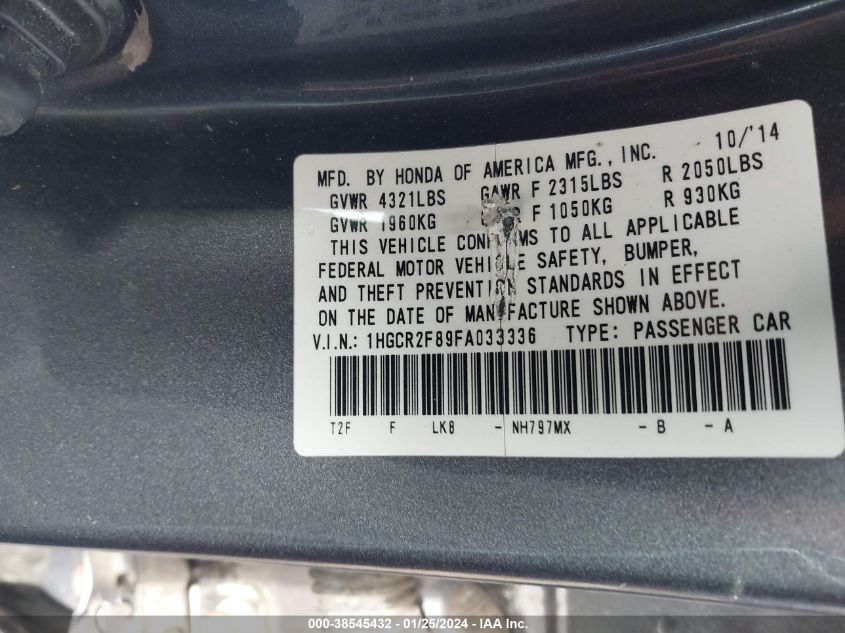 MFD. BY HONDA OF AMERICA MFG., INC. 10/'14
GVWR 4321LBS GAWR F 2315LBS R 2050LBS
GVWR 1960KG F 1050KG R 930KG
THIS VEHICLE CONFORMS TO ALL APPLICABLE
FEDERAL MOTOR VEHICLE SAFETY, BUMPER,
AND THEFT PREVENTION STANDARDS IN EFFECT
ON THE DATE OF MANUFACTURE SHOWN ABOVE.
V.I.N.: 1HGCR2F89FA033336 TYPE: PASSENGER CAR
T2F F LKB - NH797MX - B - A
000-38545432 - 01/25/2024 - IAA Inc.